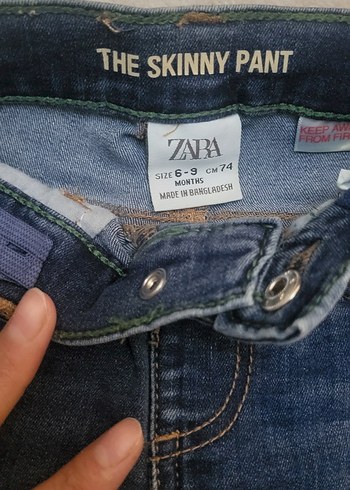 THE SKINNY PANT
ZARA
SIZE 6-9 CM 74
MONTHS
MADE IN BANGLADESH
KEEP AWA
FROM FIR